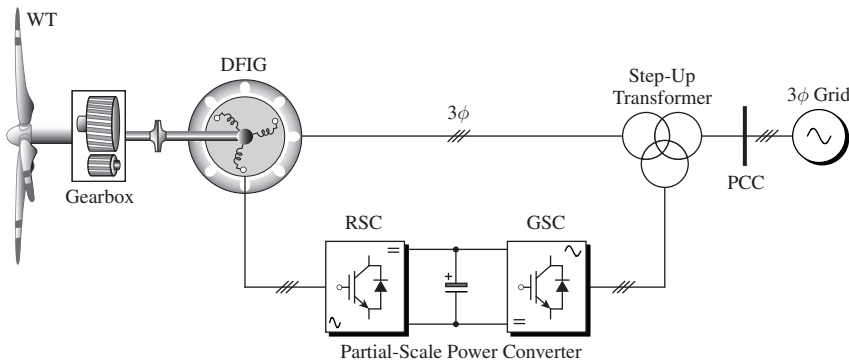 WT
DFIG
Gearbox
3ϕ
Step-Up
Transformer
3ϕ Grid
PCC
RSC
GSC
=
+
=
Partial-Scale Power Converter